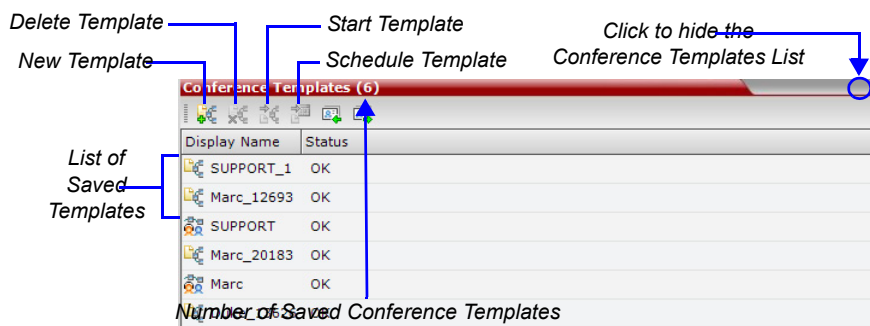 Delete Template
Start Template
Click to hide the
Conference Templates List
New Template
Schedule Template
Conference Templates (6)
Display Name Status
List of
Saved
Templates
SUPPORT_1 OK
Marc_12693 OK
SUPPORT OK
Marc_20183 OK
Marc OK
Number of Saved Conference Templates
OK